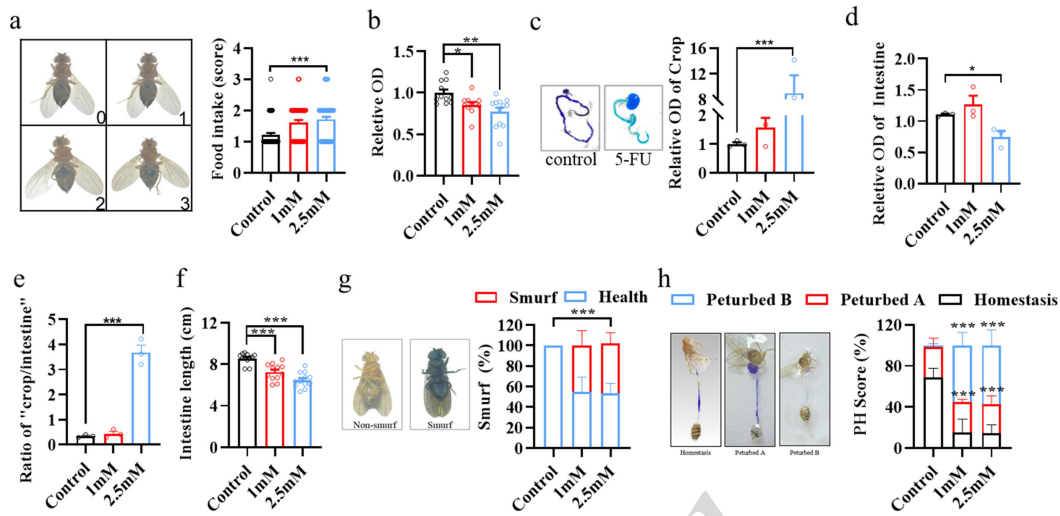 a
0
1
2
3
Food intake (score)
4
3
2
1
0
***
Control
1mM
2.5mM
b
Reletive OD
1.5
1.0
0.5
0.0
**
*
Control
1mM
2.5mM
c
control
5-FU
Relative OD of Crop
16
12
8
2
1
0
***
Control
1mM
2.5mM
d
Reletive OD of Intestine
2.0
1.5
1.0
0.5
0.0
*
Control
1mM
2.5mM
e
Ratio of "crop/intestine"
5
4
3
2
1
0
***
Control
1mM
2.5mM
f
Intestine length (cm)
12
9
6
3
0
***
***
Control
1mM
2.5mM
g
Non-smurf
Smurf
Smurf
Health
Smurfs (%)
120
100
80
60
40
20
0
***
Control
1mM
2.5mM
h
Peturbed B
Peturbed A
Homestasis
Homestasis
Peturbed A
Peturbed B
PH Score (%)
120
80
40
0
***
***
***
***
Control
1mM
2.5mM